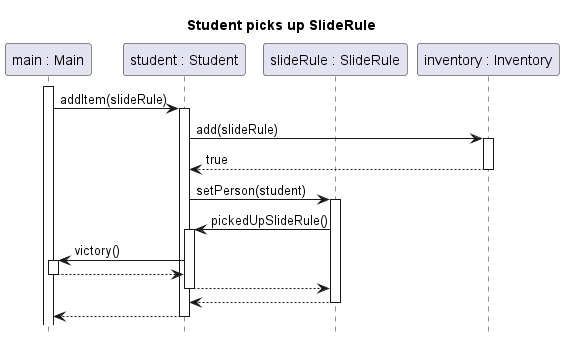 Student picks up SlideRule
main : Main
student : Student
slideRule : SlideRule
inventory : Inventory
addItem(slideRule)
add(slideRule)
true
setPerson(student)
pickedUpSlideRule()
victory()